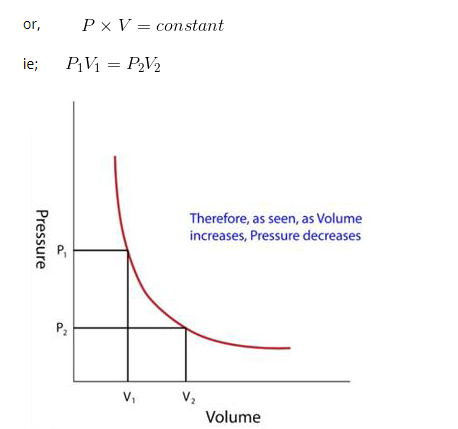 or, P × V = constant
ie; P₁V₁ = P₂V₂
Therefore, as seen, as Volume
increases, Pressure decreases
Pressure
P₁
P₂
V₁ V₂
Volume